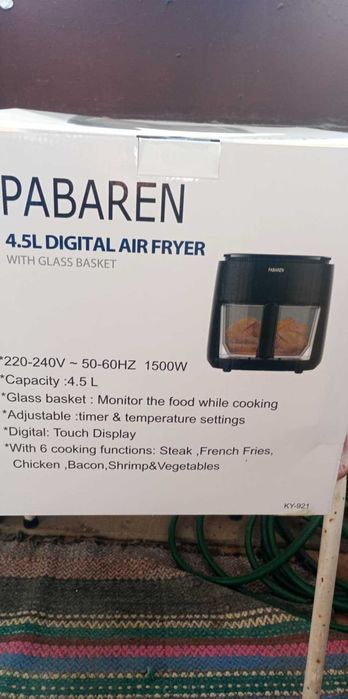 PABAREN
4.5L DIGITAL AIR FRYER
WITH GLASS BASKET
PABAREN
*220-240V ~ 50-60HZ 1500W
*Capacity :4.5 L
*Glass basket : Monitor the food while cooking
*Adjustable :timer & temperature settings
*Digital: Touch Display
*With 6 cooking functions: Steak ,French Fries,
Chicken ,Bacon,Shrimp&Vegetables
KY-921